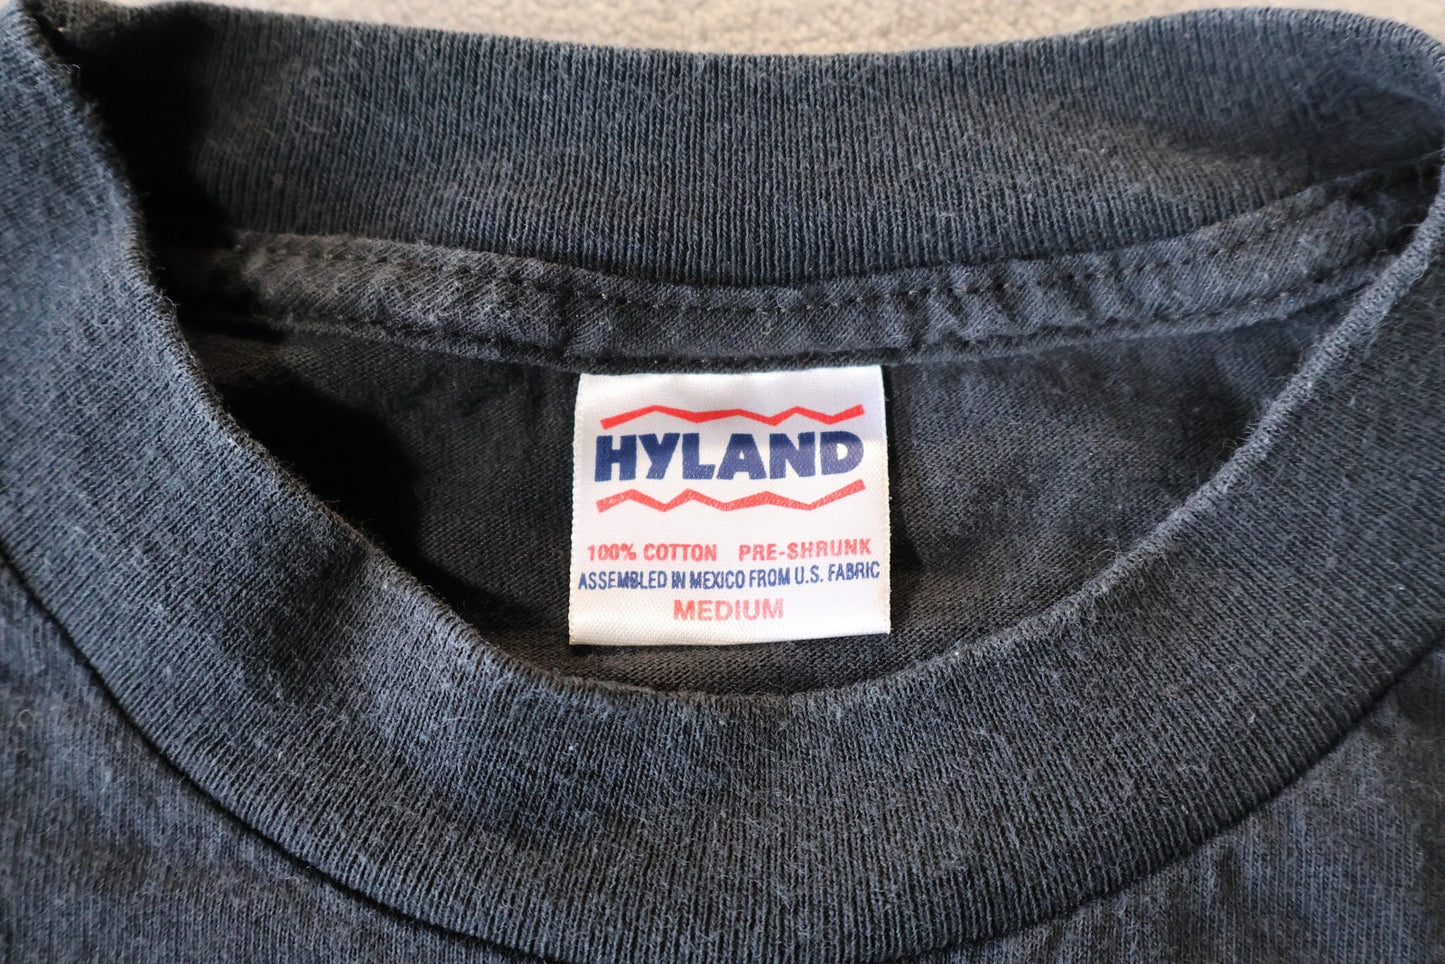 HYLAND
100% COTTON PRE-SHRUNK
ASSEMBLED IN MEXICO FROM U.S. FABRIC
MEDIUM